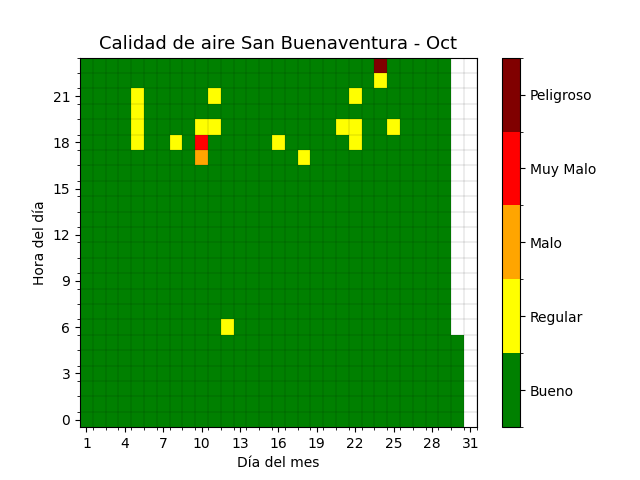 Calidad de aire San Buenaventura - Oct
Hora del día
21
18
15
12
9
6
3
0
1 4 7 10 13 16 19 22 25 28 31
Día del mes
Peligroso
Muy Malo
Malo
Regular
Bueno